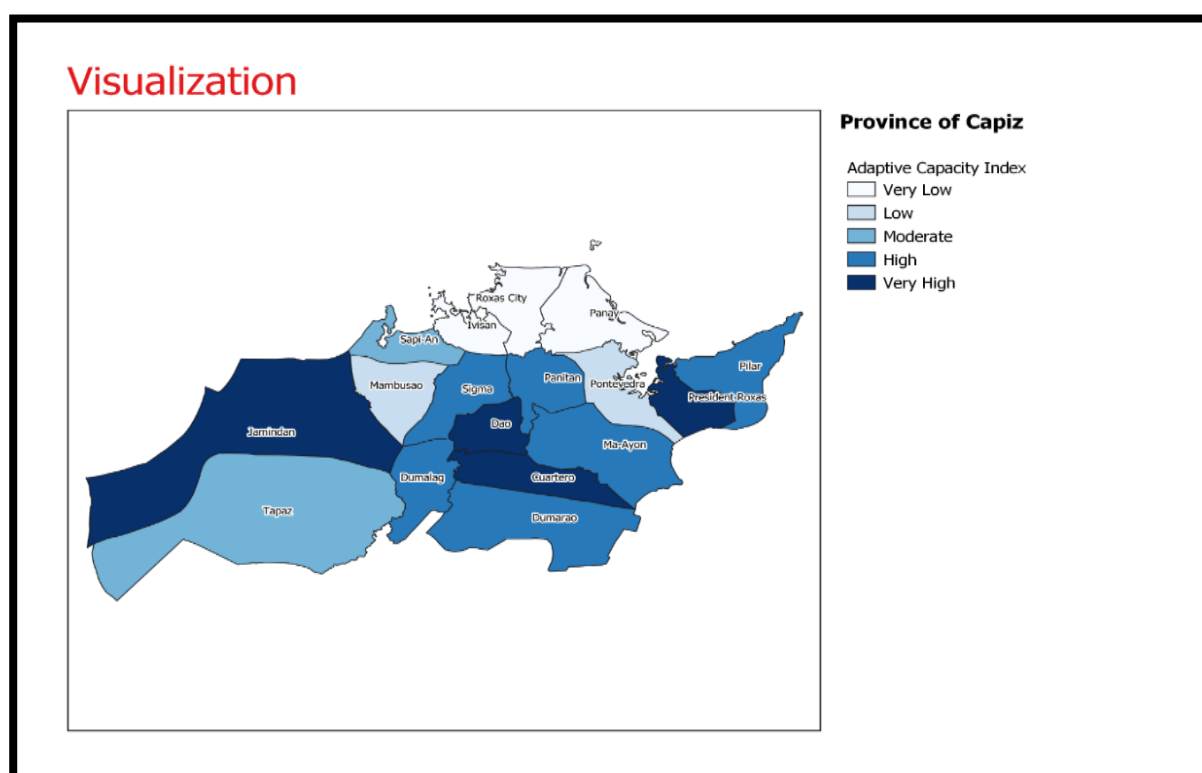 Visualization
Province of Capiz
Adaptive Capacity Index
Very Low
Low
Moderate
High
Very High
Roxas City
Panay
Ivisan
Sapi-An
Pilar
Mambusao
Sigma
Panitan
Pontevedra
President Roxas
Dao
Jamindan
Ma-Ayon
Dumalag
Cuartero
Tapaz
Dumarao